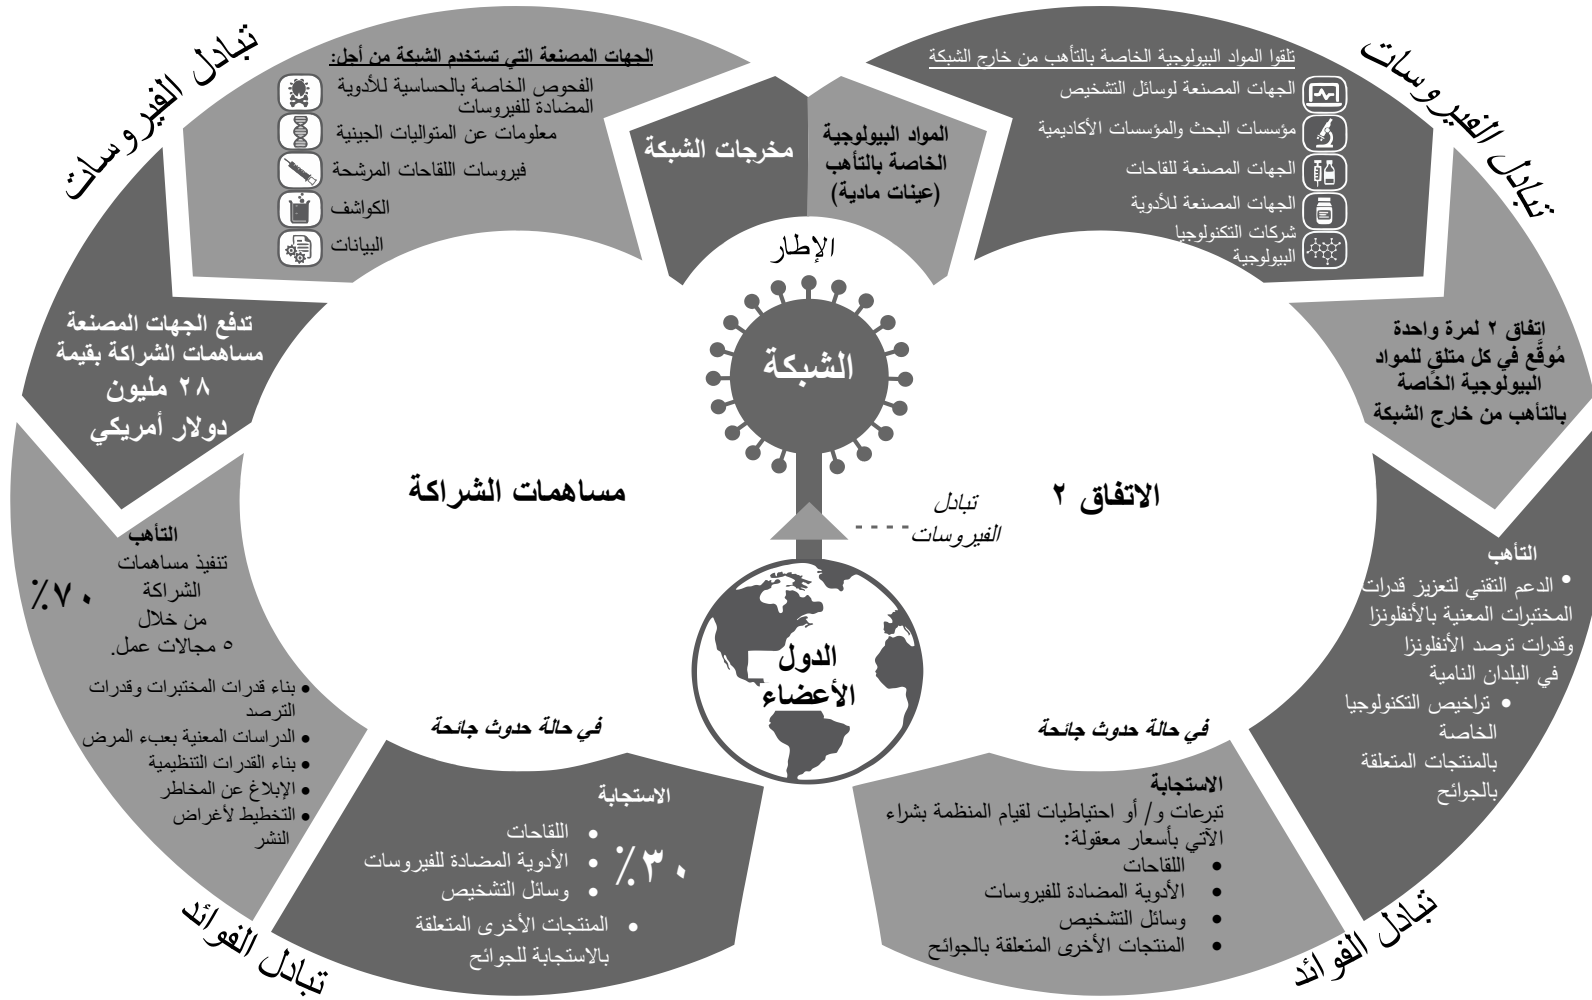 تبادل الفيروسات
تلقوا المواد البيولوجية الخاصة بالتأهب من خارج الشبكة
الجهات المصنعة لوسائل التشخيص
مؤسسات البحث والمؤسسات الأكاديمية
الجهات المصنعة للقاحات
الجهات المصنعة للأدوية
شركات التكنولوجيا
البيولوجية
المواد البيولوجية
الخاصة بالتأهب
(عينات مادية)
مخرجات الشبكة
الجهات المصنعة التي تستخدم الشبكة من أجل:
الفحوص الخاصة بالحساسية للأدوية
المضادة للفيروسات
معلومات عن المتواليات الجينية
فيروسات اللقاحات المرشحة
الكواشف
البيانات
تبادل الفيروسات
الإطار
الشبكة
اتفاق ٢ لمرة واحدة
مُوقَّع في كل متلقٍ للمواد
البيولوجية الخاصة
بالتأهب من خارج الشبكة
تدفع الجهات المصنعة
مساهمات الشراكة بقيمة
٢٨ مليون
دولار أمريكي
الاتفاق ٢
مساهمات الشراكة
تبادل
الفيروسات
الدول
الأعضاء
التأهب
• الدعم التقني لتعزيز قدرات
المختبرات المعنية بالأنفلونزا
وقدرات ترصد الأنفلونزا
في البلدان النامية
• تراخيص التكنولوجيا
الخاصة
بالمنتجات المتعلقة
بالجوائح
في حالة حدوث جائحة
الاستجابة
تبرعات و/ أو احتياطيات لقيام المنظمة بشراء
الآتي بأسعار معقولة:
• اللقاحات
• الأدوية المضادة للفيروسات
• وسائل التشخيص
• المنتجات الأخرى المتعلقة بالجوائح
تبادل الفوائد
في حالة حدوث جائحة
الاستجابة
٣٠٪
• اللقاحات
• الأدوية المضادة للفيروسات
• وسائل التشخيص
• المنتجات الأخرى المتعلقة
بالاستجابة للجوائح
التأهب
تنفيذ مساهمات
الشراكة
من خلال
٥ مجالات عمل.
٧٠٪
• بناء قدرات المختبرات وقدرات
الترصد
• الدراسات المعنية بعبء المرض
• بناء القدرات التنظيمية
• الإبلاغ عن المخاطر
• التخطيط لأغراض
النشر
تبادل الفوائد